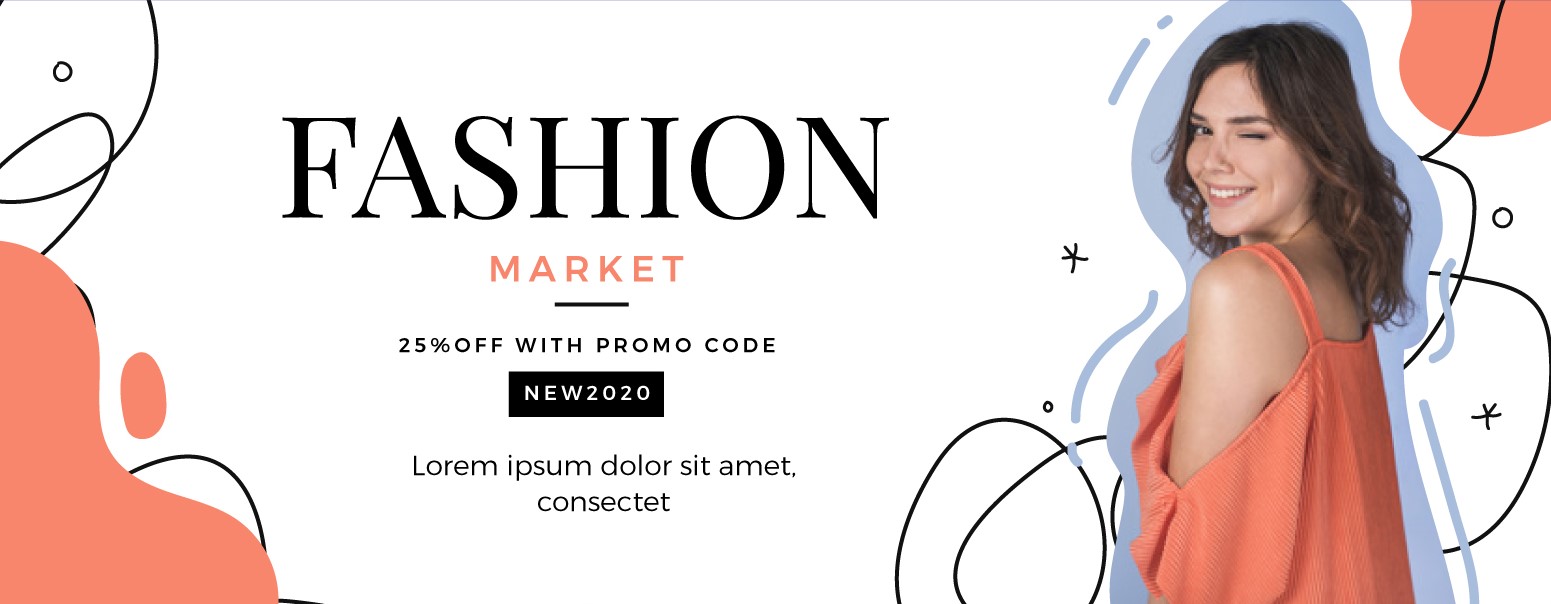 FASHION
MARKET
25%OFF WITH PROMO CODE
NEW2020
Lorem ipsum dolor sit amet,
consectet